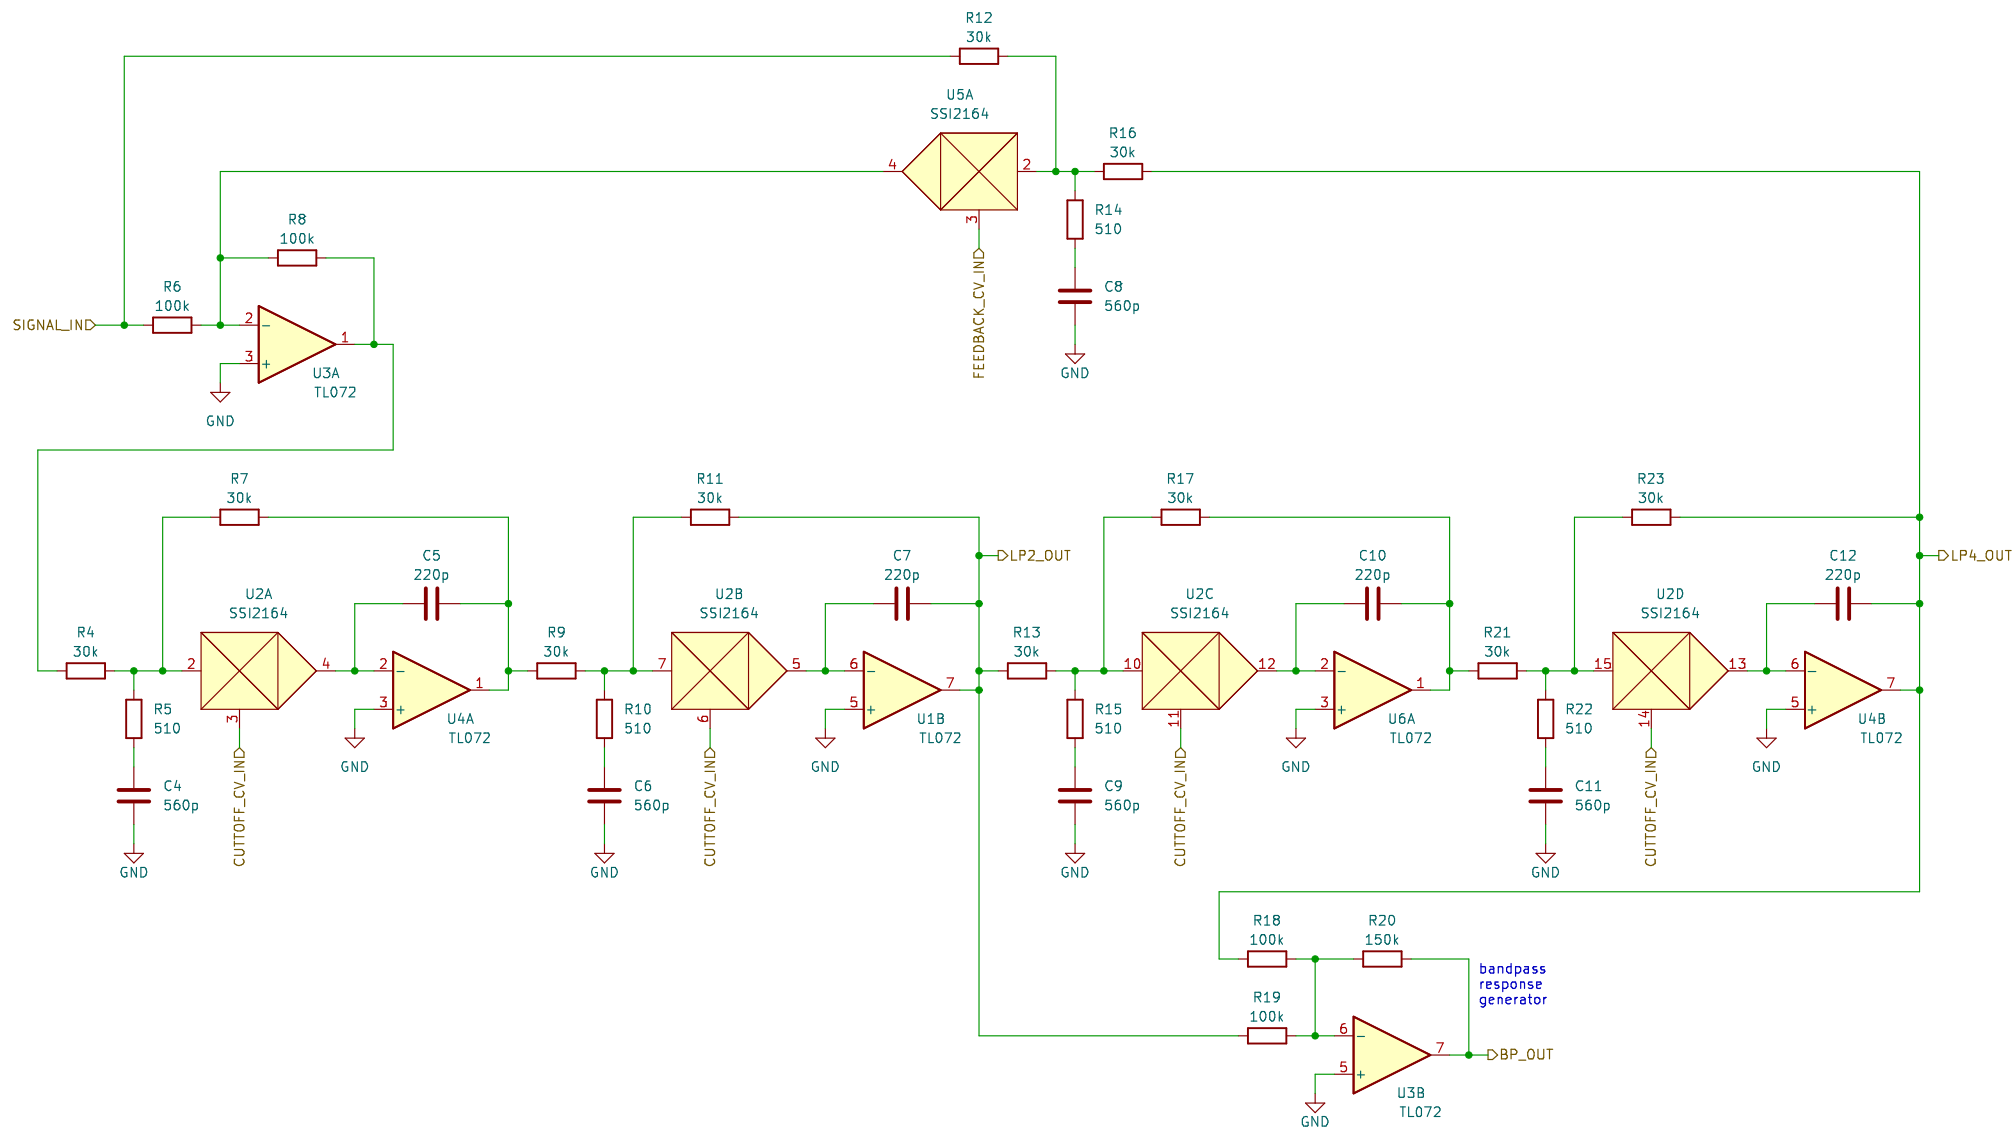 R12
30k
U5A
SSI2164
4
2
3
R16
30k
R14
510
FEEDBACK_CV_IN
C8
560p
GND
R8
100k
R6
100k
SIGNAL_IN
2
−
1
3
+
U3A
TL072
GND
R7
30k
C5
220p
U2A
SSI2164
R4
30k
2
4
3
2
−
1
3
+
U4A
TL072
GND
R5
510
C4
560p
GND
CUTTOFF_CV_IN
R11
30k
LP2_OUT
C7
220p
U2B
SSI2164
R9
30k
7
5
6
6
−
7
5
+
U1B
TL072
GND
R10
510
C6
560p
GND
CUTTOFF_CV_IN
R17
30k
C10
220p
U2C
SSI2164
R13
30k
10
12
11
2
−
1
3
+
U6A
TL072
GND
R15
510
C9
560p
GND
CUTTOFF_CV_IN
R23
30k
LP4_OUT
C12
220p
U2D
SSI2164
R21
30k
15
13
14
6
−
7
5
+
U4B
TL072
GND
R22
510
C11
560p
GND
CUTTOFF_CV_IN
R18
100k
R20
150k
bandpass
response
generator
R19
100k
6
−
7
5
+
BP_OUT
U3B
TL072
GND